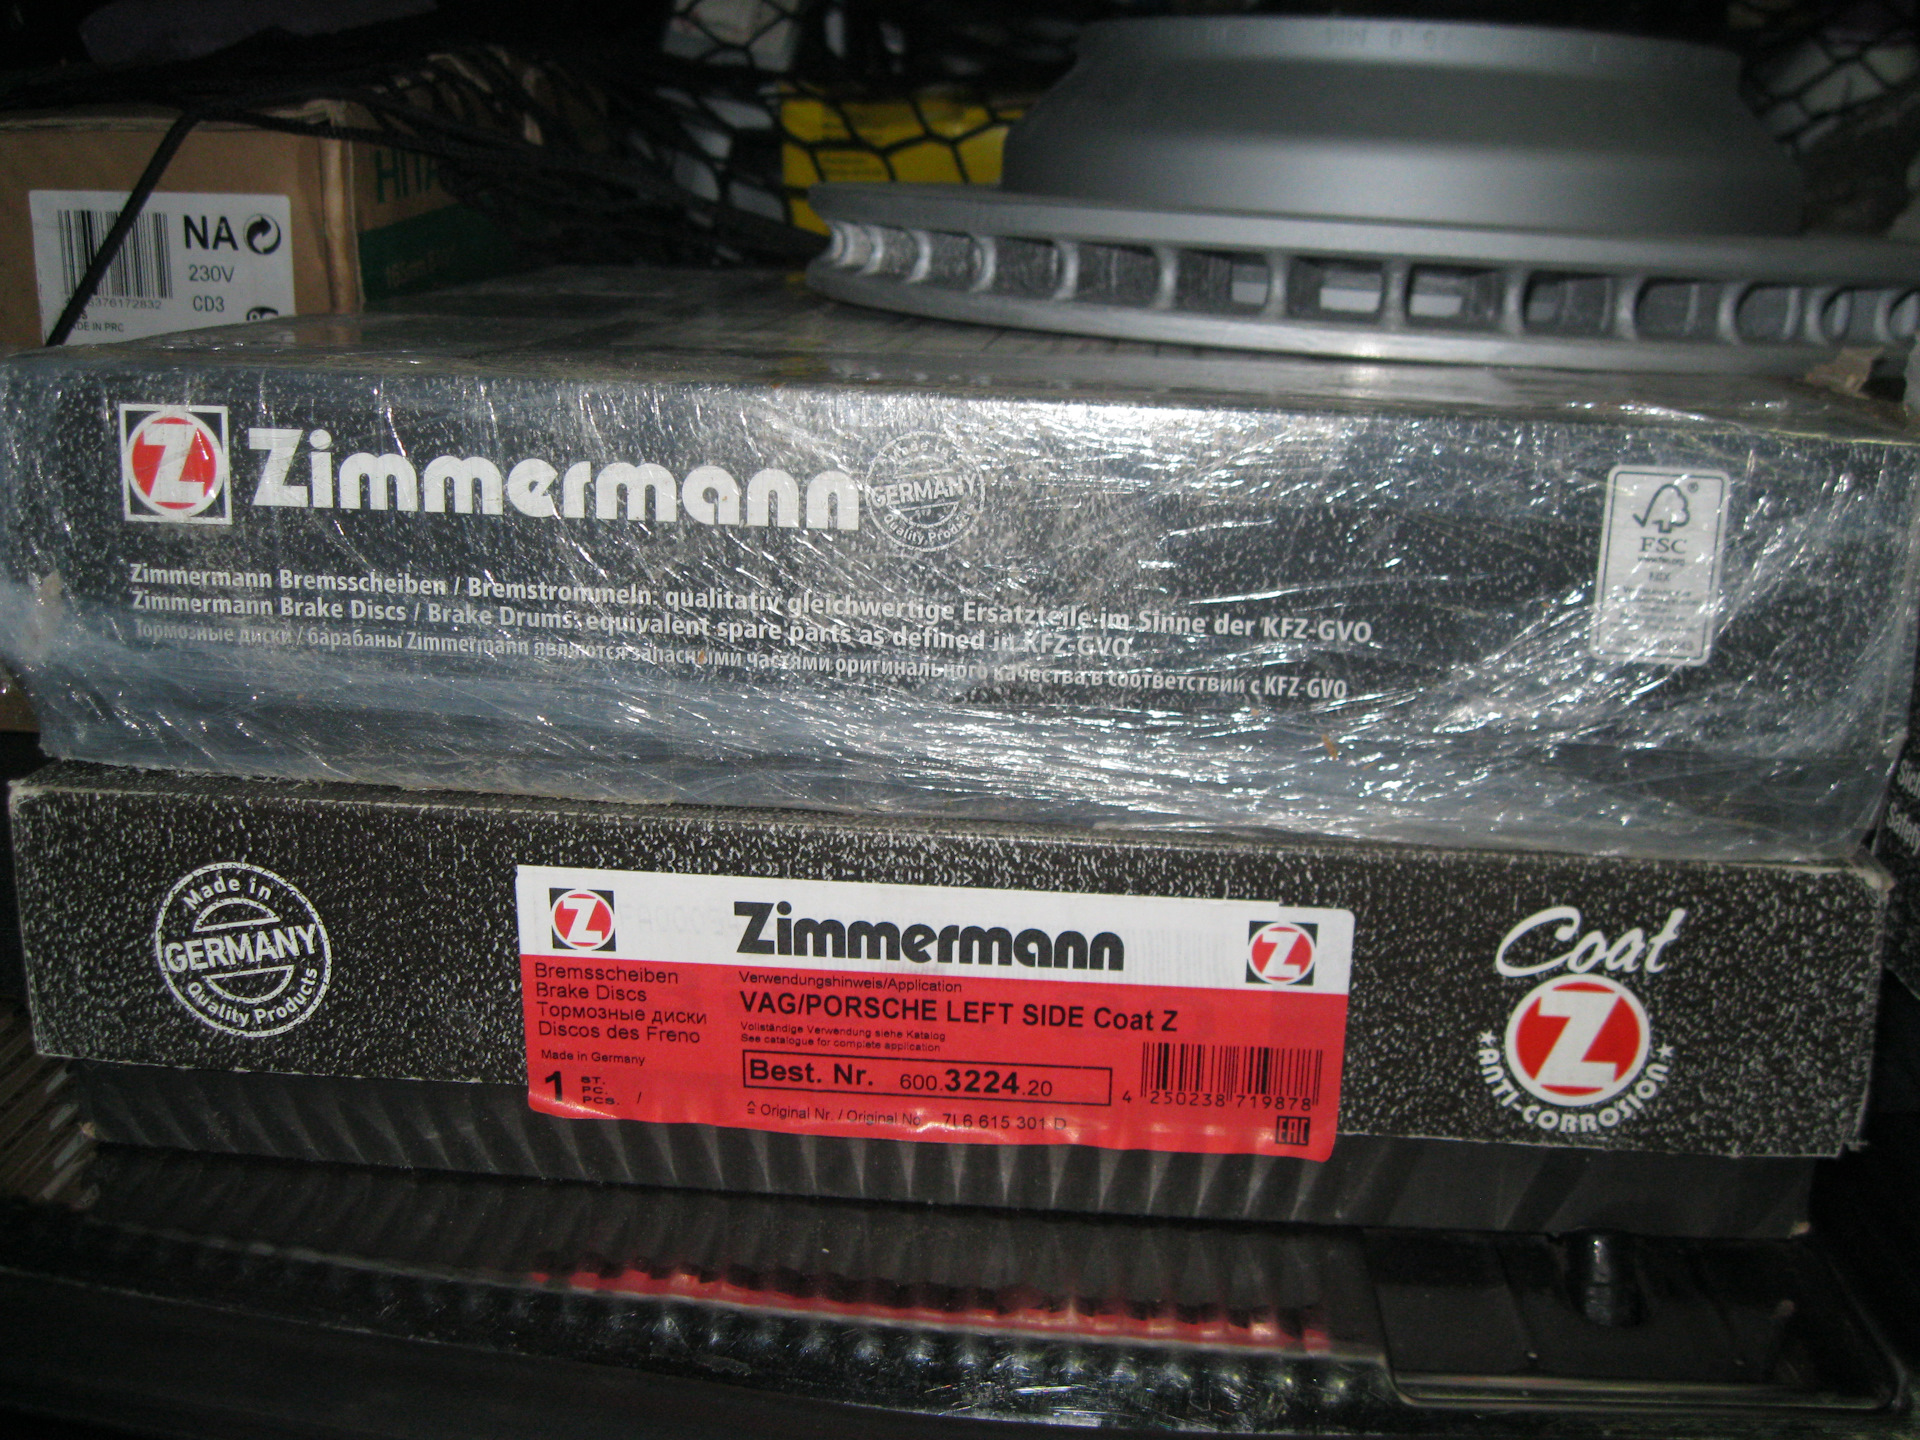 NA
230V
CD3
376172832
MADE IN PRC
HITA
Z Zimmermann
GERMANY
Quality Products
Zimmermann Bremsscheiben / Bremstrommeln: qualitativ gleichwertige Ersatzteile im Sinne der KFZ-GVO
Zimmermann Brake Discs / Brake Drums: equivalent spare parts as defined in KFZ-GVO
Тормозные диски / барабаны Zimmermann являются запасными частями оригинального качества в соответствии с KFZ-GVO
FSC
Made in
GERMANY
Quality Products
Z Zimmermann Z
Bremsscheiben
Brake Discs
Тормозные диски
Discos des Freno
Made in Germany
1 ST.
PC.
PCS. /
Verwendungshinweis/Application
VAG/PORSCHE LEFT SIDE Coat Z
Vollständige Verwendung siehe Katalog
See catalogue for complete application
Best. Nr. 600.3224.20
≙ Original Nr. / Original No 7L6 615 301 D
4 250238 719878
EAC
Coat
Z
*ANTI-CORROSION*